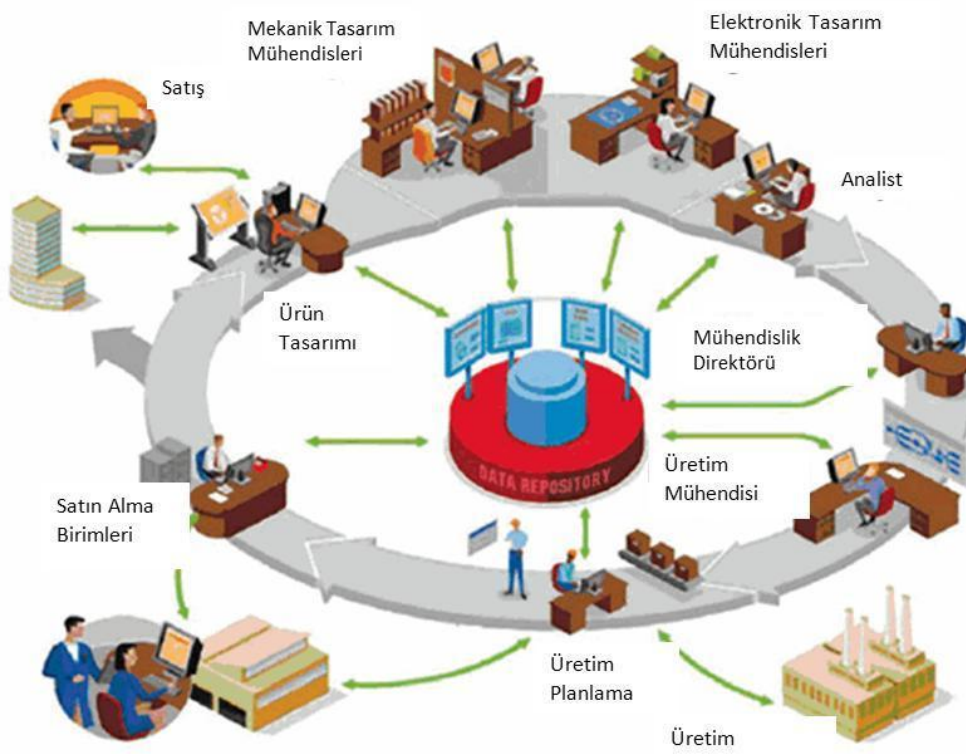 Mekanik Tasarım
Mühendisleri
Elektronik Tasarım
Mühendisleri
Satış
Analist
Ürün
Tasarımı
Mühendislik
Direktörü
DATA REPOSITORY
Üretim
Mühendisi
Satın Alma
Birimleri
Üretim
Planlama
Üretim